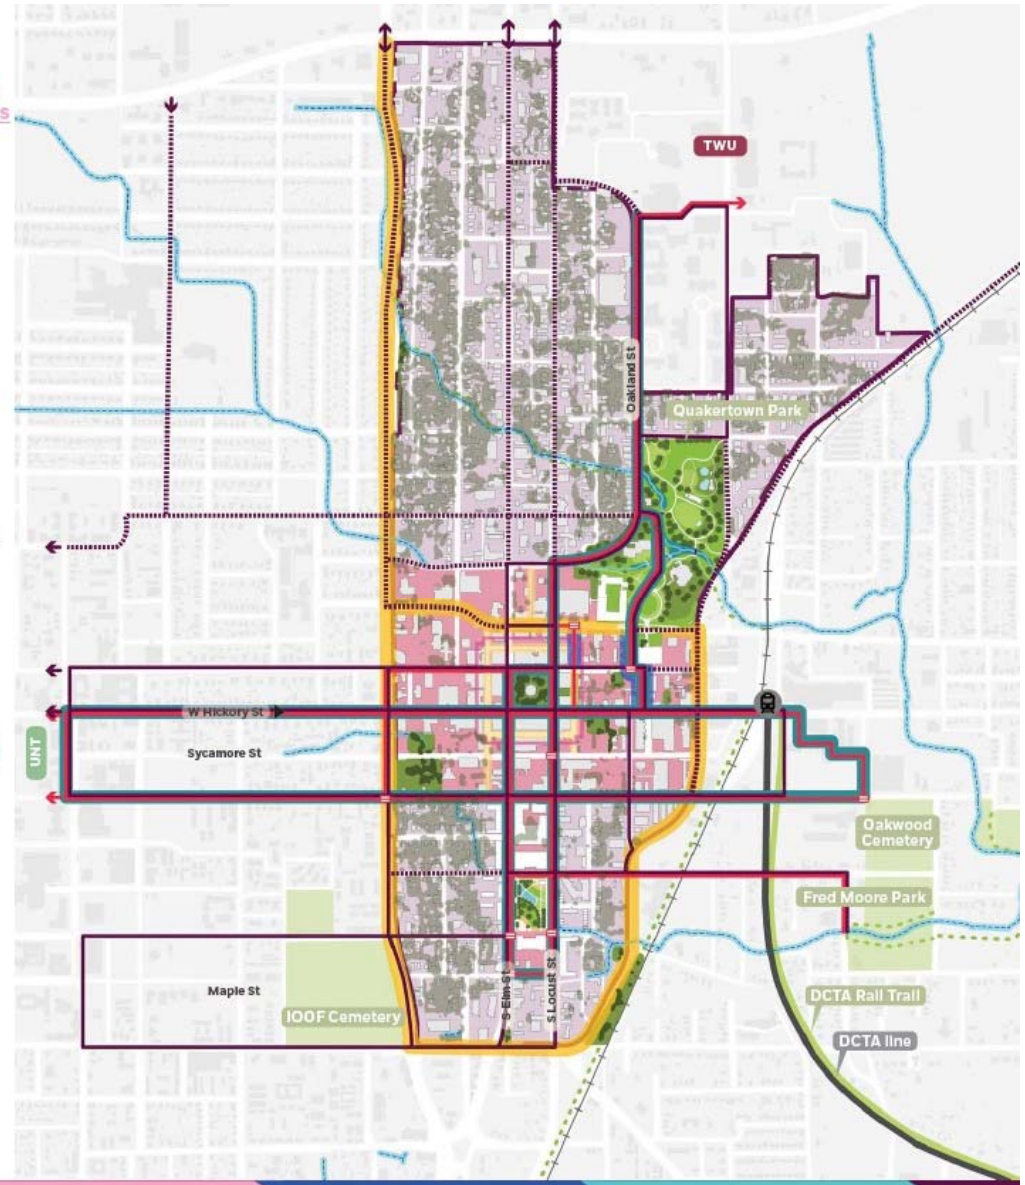 s
TWU
Oakland St
Quakertown Park
W Hickory St
UNT
Sycamore St
Oakwood
Cemetery
Fred Moore Park
S Elm St
S Locust St
Maple St
IOOF Cemetery
DCTA Rail Trail
DCTA line